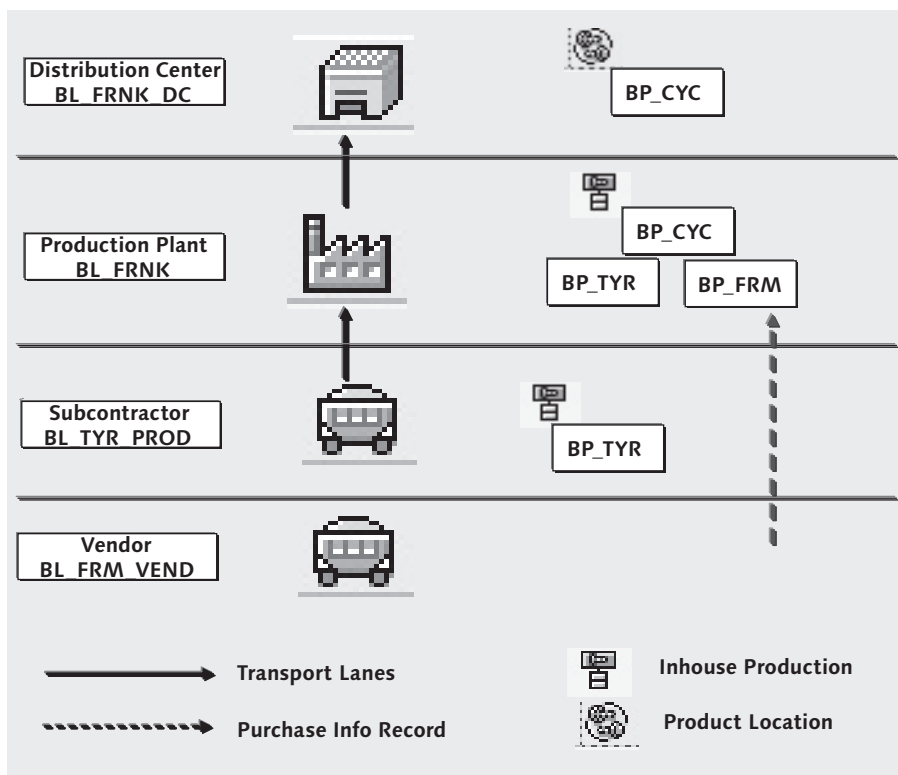 Distribution Center
BL_FRNK_DC
BP_CYC
Production Plant
BL_FRNK
BP_CYC
BP_TYR
BP_FRM
Subcontractor
BL_TYR_PROD
BP_TYR
Vendor
BL_FRM_VEND
Transport Lanes
Inhouse Production
Purchase Info Record
Product Location